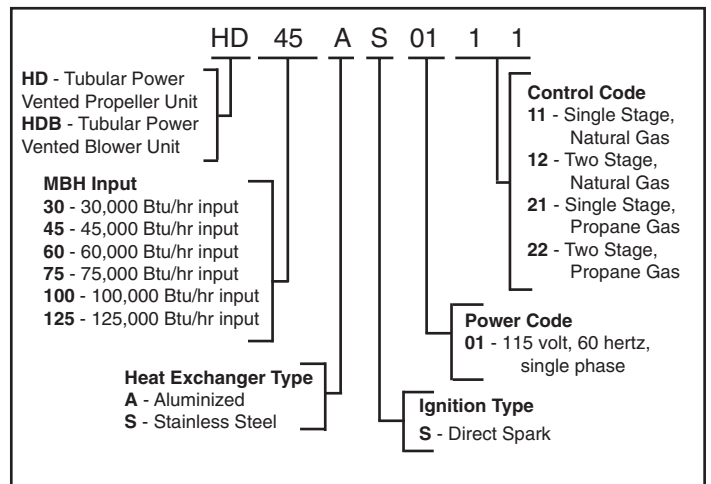 HD 45 A S 01 1 1
HD - Tubular Power
Vented Propeller Unit
HDB - Tubular Power
Vented Blower Unit
MBH Input
30 - 30,000 Btu/hr input
45 - 45,000 Btu/hr input
60 - 60,000 Btu/hr input
75 - 75,000 Btu/hr input
100 - 100,000 Btu/hr input
125 - 125,000 Btu/hr input
Heat Exchanger Type
A - Aluminized
S - Stainless Steel
Control Code
11 - Single Stage,
Natural Gas
12 - Two Stage,
Natural Gas
21 - Single Stage,
Propane Gas
22 - Two Stage,
Propane Gas
Power Code
01 - 115 volt, 60 hertz,
single phase
Ignition Type
S - Direct Spark